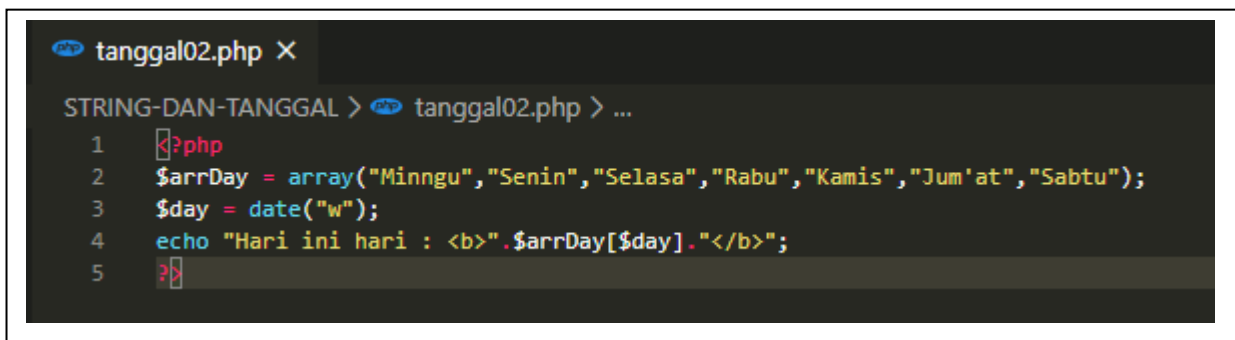 tanggal02.php ×
STRING-DAN-TANGGAL > tanggal02.php > ...
1 <?php
2 $arrDay = array("Minngu","Senin","Selasa","Rabu","Kamis","Jum'at","Sabtu");
3 $day = date("w");
4 echo "Hari ini hari : <b>".$arrDay[$day]."</b>";
5 ?>